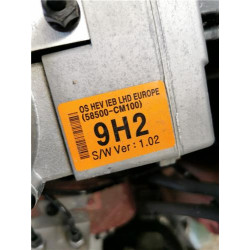 OS HEV IEB LHD EUROPE
(58500-CM100)
9H2
S/W Ver : 1.02